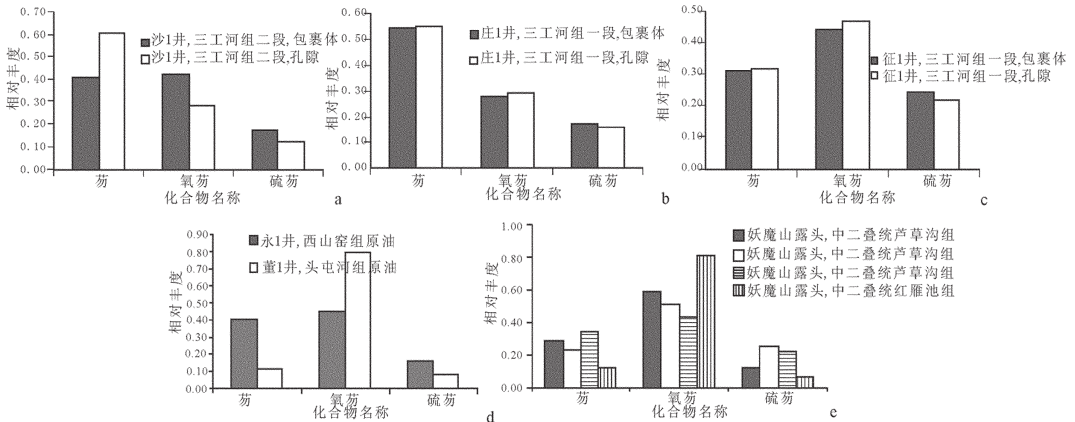 0.70
0.60
0.50
0.40
0.30
0.20
0.10
0.00
相对丰度
沙1井,三工河组二段,包裹体
沙1井,三工河组二段,孔隙
芴
氧芴
硫芴
化合物名称
a
0.60
0.50
0.40
0.30
0.20
0.10
0.00
相对丰度
庄1井,三工河组一段,包裹体
庄1井,三工河组一段,孔隙
芴
氧芴
硫芴
化合物名称
b
0.50
0.40
0.30
0.20
0.10
0.00
相对丰度
征1井,三工河组一段,包裹体
征1井,三工河组一段,孔隙
芴
氧芴
硫芴
化合物名称
c
0.90
0.80
0.70
0.60
0.50
0.40
0.30
0.20
0.10
0.00
相对丰度
永1井,西山窑组原油
董1井,头屯河组原油
芴
氧芴
硫芴
化合物名称
d
1.00
0.80
0.60
0.40
0.20
0.00
相对丰度
妖魔山露头,中二叠统芦草沟组
妖魔山露头,中二叠统芦草沟组
妖魔山露头,中二叠统芦草沟组
妖魔山露头,中二叠统红雁池组
芴
氧芴
硫芴
化合物名称
e